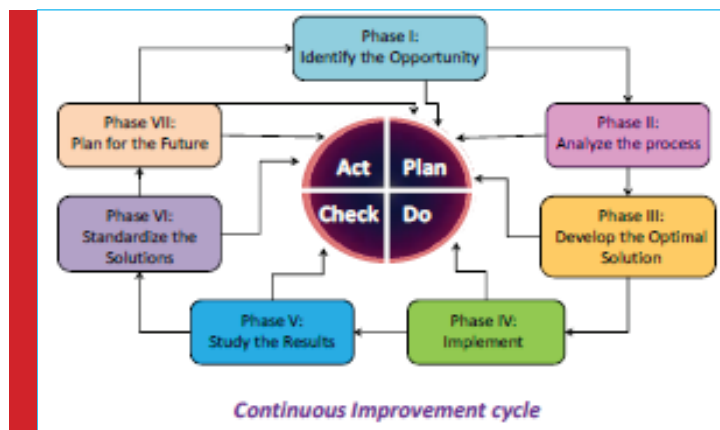 Phase I:
Identify the Opportunity
Phase VII:
Plan for the Future
Phase II:
Analyze the process
Act
Plan
Check
Do
Phase VI:
Standardize the
Solutions
Phase III:
Develop the Optimal
Solution
Phase V:
Study the Results
Phase IV:
Implement
Continuous Improvement cycle